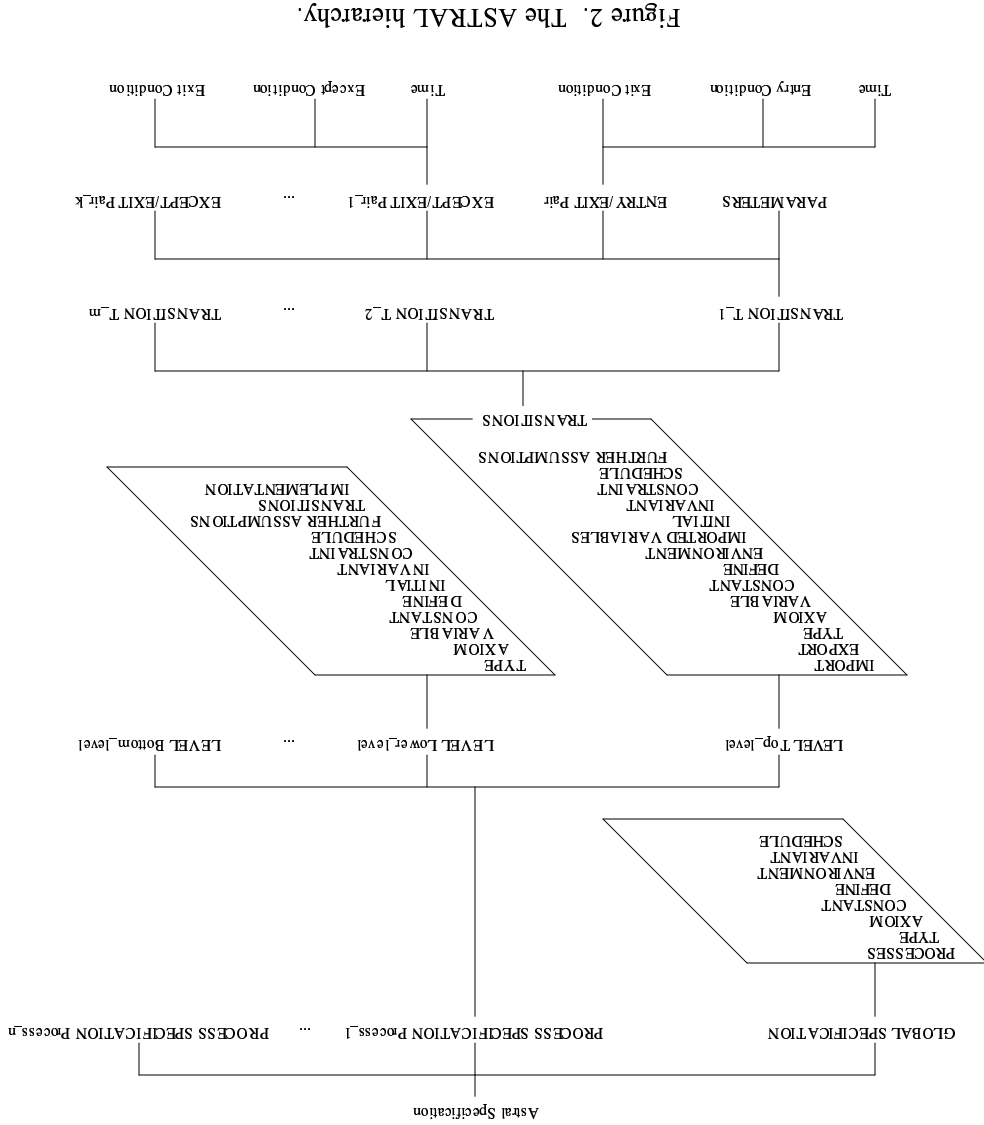 Astral Specification
GLOBAL SPECIFICATION
PROCESS SPECIFICATION Process_1
...
PROCESS SPECIFICATION Process_n
PROCESSES
TYPE
AXIOM
CONSTANT
DEFINE
ENVIRONMENT
INVARIANT
SCHEDULE
LEVEL Top_level
LEVEL Lower_level
...
LEVEL Bottom_level
IMPORT
EXPORT
TYPE
AXIOM
VARIABLE
CONSTANT
DEFINE
ENVIRONMENT
IMPORTED VARIABLES
INITIAL
INVARIANT
CONSTRAINT
SCHEDULE
FURTHER ASSUMPTIONS
TRANSITIONS
TYPE
AXIOM
VARIABLE
CONSTANT
DEFINE
INITIAL
INVARIANT
CONSTRAINT
SCHEDULE
FURTHER ASSUMPTIONS
TRANSITIONS
IMPLEMENTATION
TRANSITION T_1
TRANSITION T_2
...
TRANSITION T_m
PARAMETERS
ENTRY/EXIT Pair
EXCEPT/EXIT Pair_1
...
EXCEPT/EXIT Pair_k
Time
Entry Condition
Exit Condition
Time
Except Condition
Exit Condition
Figure 2. The ASTRAL hierarchy.